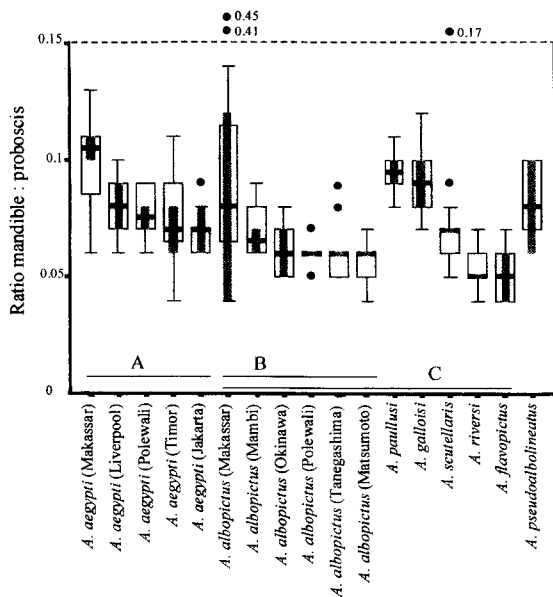 0.45
0.41
0.17
0.15
0.1
0.05
0
Ratio mandible : proboscis
A
B
C
A. aegypti (Makassar)
A. aegypti (Liverpool)
A. aegypti (Polewali)
A. aegypti (Timor)
A. aegypti (Jakarta)
A. albopictus (Makassar)
A. albopictus (Mambi)
A. albopictus (Okinawa)
A. albopictus (Polewali)
A. albopictus (Tanegashima)
A. albopictus (Matsumoto)
A. paullusi
A. galloisi
A. scutellaris
A. riversi
A. flavopictus
A. pseudoalbolineatus